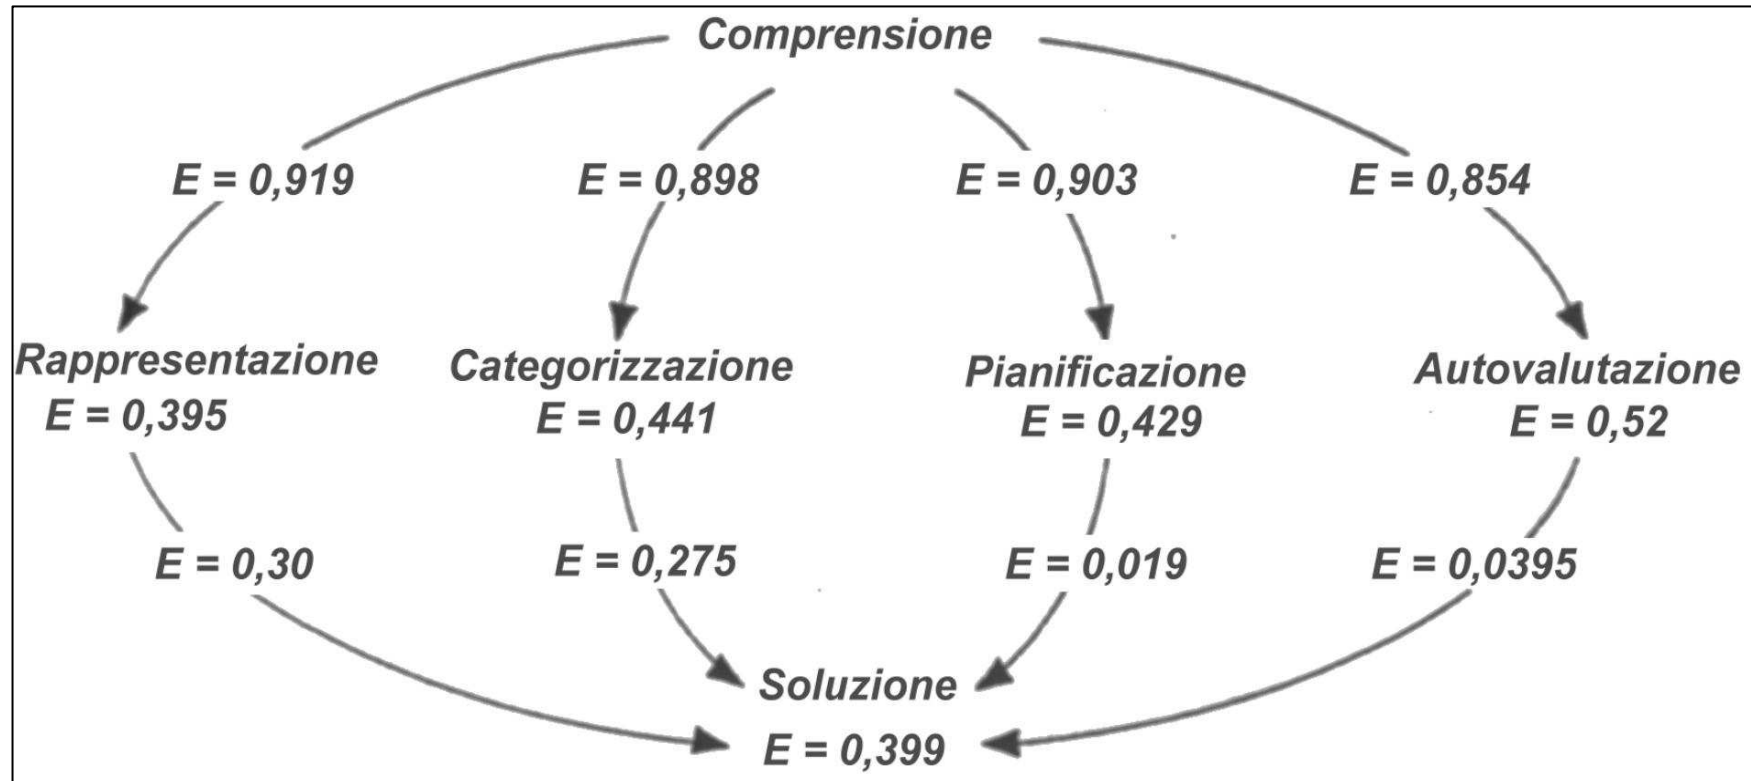 Comprensione
E = 0,919
E = 0,898
E = 0,903
E = 0,854
Rappresentazione
E = 0,395
Categorizzazione
E = 0,441
Pianificazione
E = 0,429
Autovalutazione
E = 0,52
E = 0,30
E = 0,275
E = 0,019
E = 0,0395
Soluzione
E = 0,399